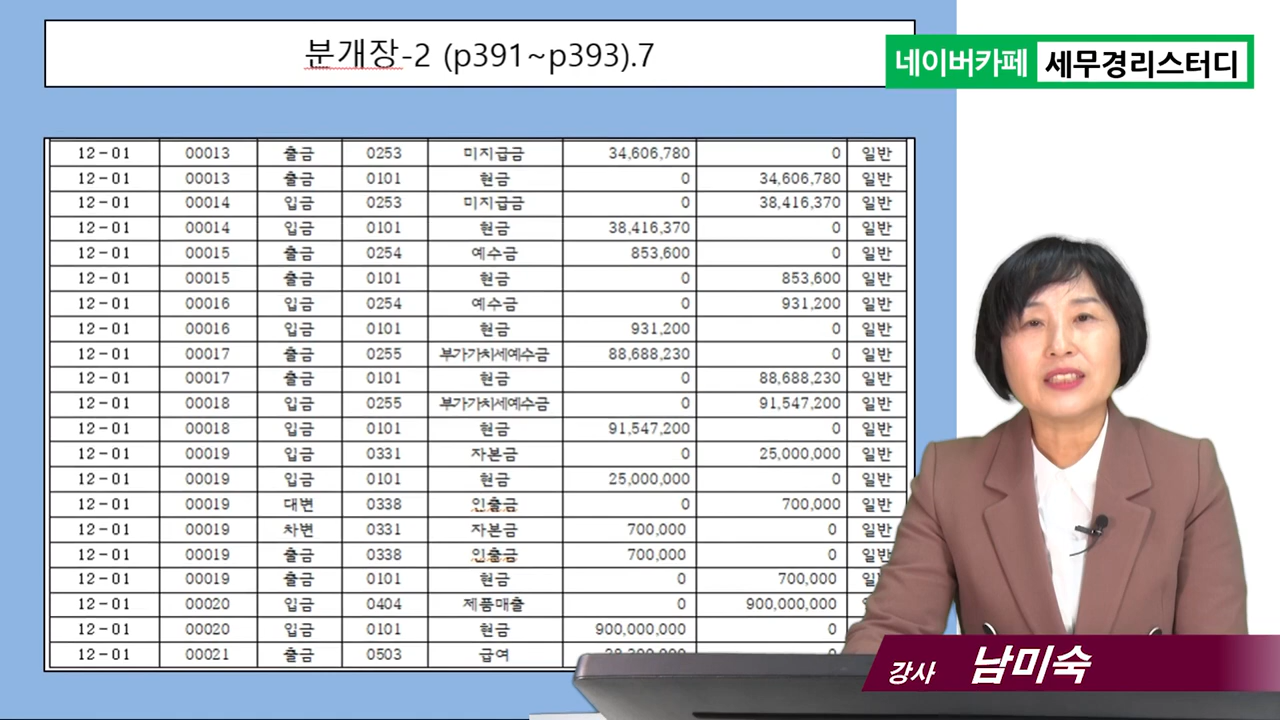 분개장-2 (p391~p393).7
네이버카페 세무경리스터디
12-01 00013 출금 0253 미지급금 34,606,780 0 일반
12-01 00013 출금 0101 현금 0 34,606,780 일반
12-01 00014 입금 0253 미지급금 0 38,416,370 일반
12-01 00014 입금 0101 현금 38,416,370 0 일반
12-01 00015 출금 0254 예수금 853,600 0 일반
12-01 00015 출금 0101 현금 0 853,600 일반
12-01 00016 입금 0254 예수금 0 931,200 일반
12-01 00016 입금 0101 현금 931,200 0 일반
12-01 00017 출금 0255 부가가치세예수금 88,688,230 0 일반
12-01 00017 출금 0101 현금 0 88,688,230 일반
12-01 00018 입금 0255 부가가치세예수금 0 91,547,200 일반
12-01 00018 입금 0101 현금 91,547,200 0 일반
12-01 00019 입금 0331 자본금 0 25,000,000 일반
12-01 00019 입금 0101 현금 25,000,000 0 일반
12-01 00019 대변 0338 인출금 0 700,000 일반
12-01 00019 차변 0331 자본금 700,000 0 일반
12-01 00019 출금 0338 인출금 700,000 0 일반
12-01 00019 출금 0101 현금 0 700,000
12-01 00020 입금 0404 제품매출 0 900,000,000
12-01 00020 입금 0101 현금 900,000,000 0
12-01 00021 출금 0503 급여
강사 남미숙